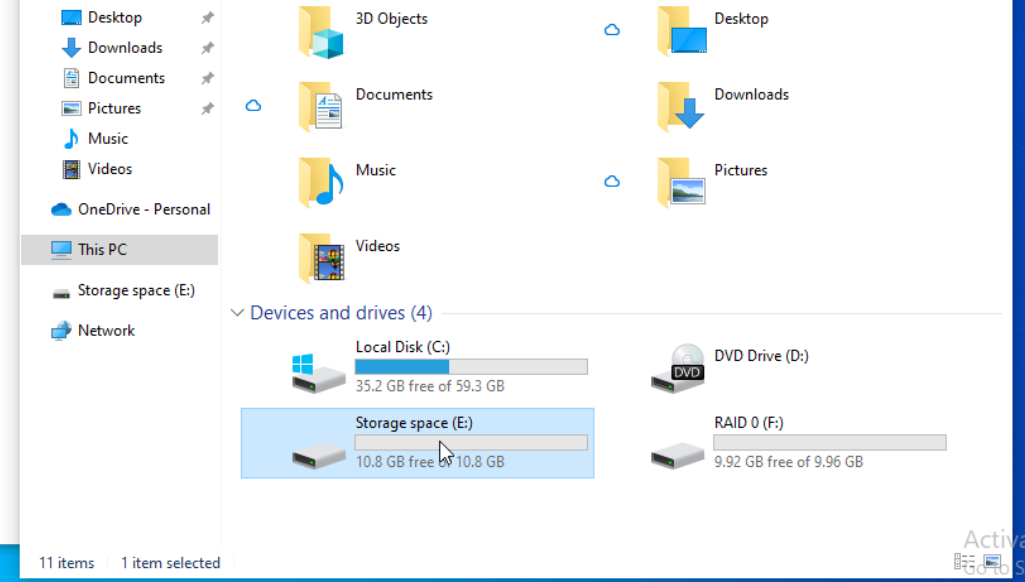 Desktop
Downloads
Documents
Pictures
Music
Videos
OneDrive - Personal
This PC
Storage space (E:)
Network
3D Objects
Desktop
Documents
Downloads
Music
Pictures
Videos
Devices and drives (4)
Local Disk (C:)
35.2 GB free of 59.3 GB
DVD Drive (D:)
DVD
Storage space (E:)
10.8 GB free of 10.8 GB
RAID 0 (F:)
9.92 GB free of 9.96 GB
11 items
1 item selected
Activa
Go to S